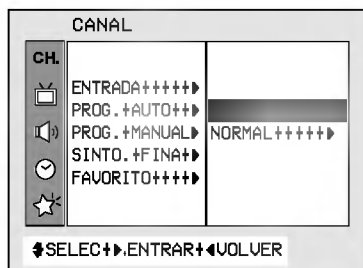 CANAL
CH.
ENTRADA+++++▶
PROG.+AUTO++▶
PROG.+MANUAL▶ NORMAL+++++▶
SINTO.+FINA+▶
FAVORITO++++▶
⬍SELEC+▶,ENTRAR+◀VOLVER